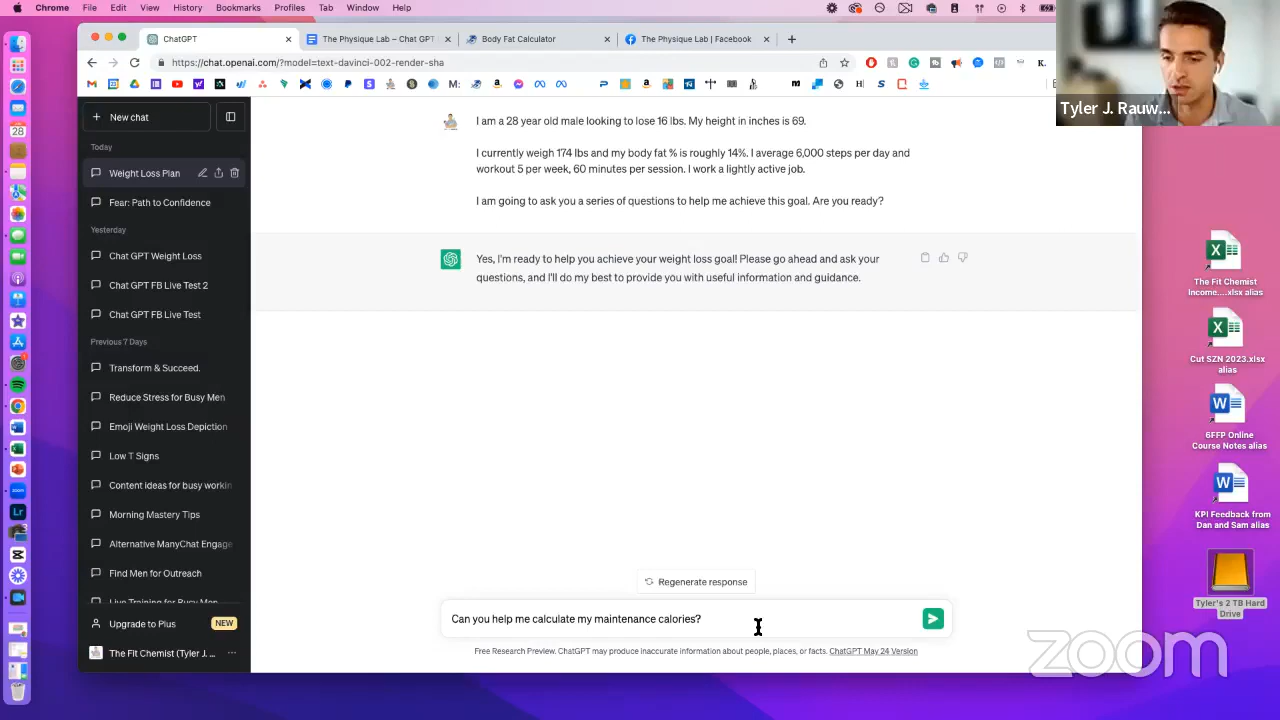 Chrome File Edit View History Bookmarks Profiles Tab Window Help
ChatGPT
The Physique Lab – Chat GPT
Body Fat Calculator
The Physique Lab | Facebook
https://chat.openai.com/?model=text-davinci-002-render-sha
Tyler J. Rauw...
New chat
Today
Weight Loss Plan
Fear: Path to Confidence
Yesterday
Chat GPT Weight Loss
Chat GPT FB Live Test 2
Chat GPT FB Live Test
Previous 7 Days
Transform & Succeed.
Reduce Stress for Busy Men
Emoji Weight Loss Depiction
Low T Signs
Content ideas for busy workin
Morning Mastery Tips
Alternative ManyChat Engage
Find Men for Outreach
Live Training for Busy Men
Upgrade to Plus NEW
The Fit Chemist (Tyler J. ...
I am a 28 year old male looking to lose 16 lbs. My height in inches is 69.
I currently weigh 174 lbs and my body fat % is roughly 14%. I average 6,000 steps per day and
workout 5 per week, 60 minutes per session. I work a lightly active job.
I am going to ask you a series of questions to help me achieve this goal. Are you ready?
Yes, I'm ready to help you achieve your weight loss goal! Please go ahead and ask your
questions, and I'll do my best to provide you with useful information and guidance.
Regenerate response
Can you help me calculate my maintenance calories?
Free Research Preview. ChatGPT may produce inaccurate information about people, places, or facts. ChatGPT May 24 Version
The Fit Chemist
Income....xlsx alias
Cut SZN 2023.xlsx
alias
6FFP Online
Course Notes alias
KPI Feedback from
Dan and Sam alias
Tyler's 2 TB Hard
Drive
zoom